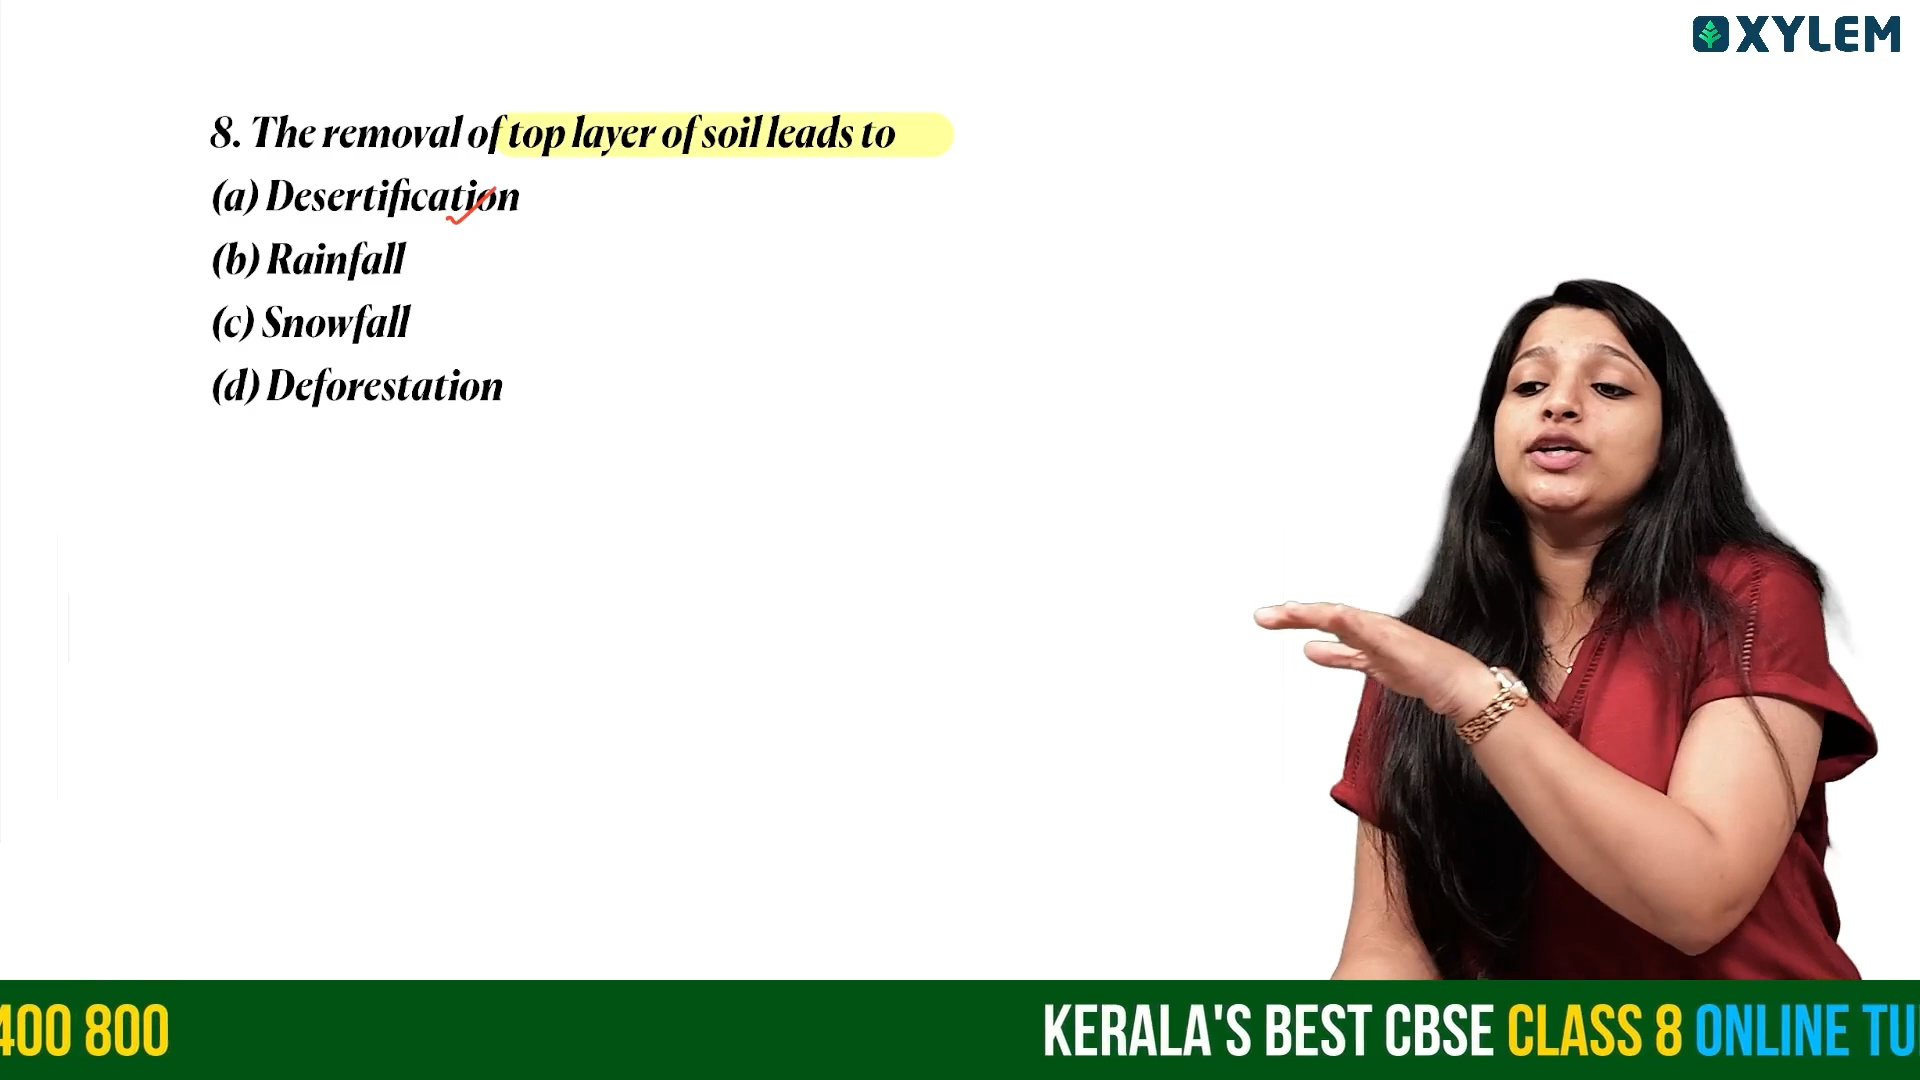 XYLEM
8. The removal of top layer of soil leads to
(a) Desertification
(b) Rainfall
(c) Snowfall
(d) Deforestation
400 800 KERALA'S BEST CBSE CLASS 8 ONLINE TU